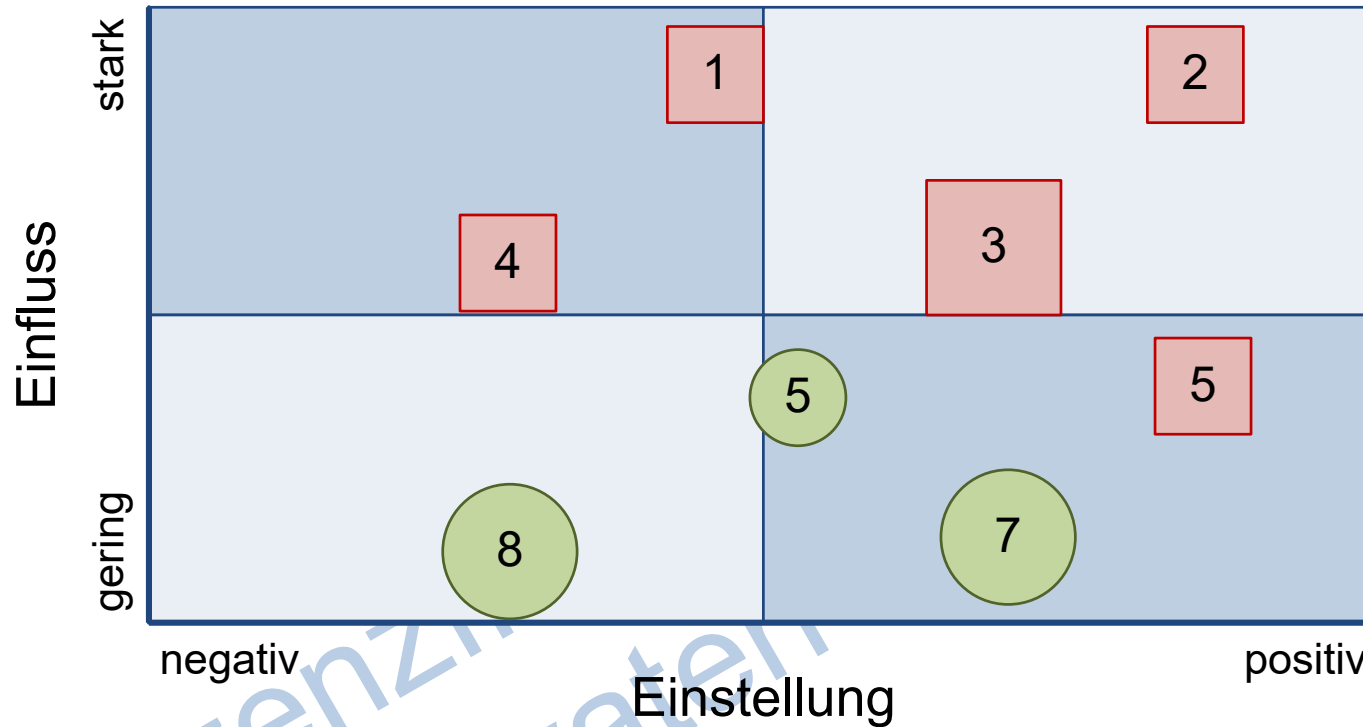 stark
1
2
Einfluss
4
3
5
5
gering
8
7
negativ
positiv
Einstellung